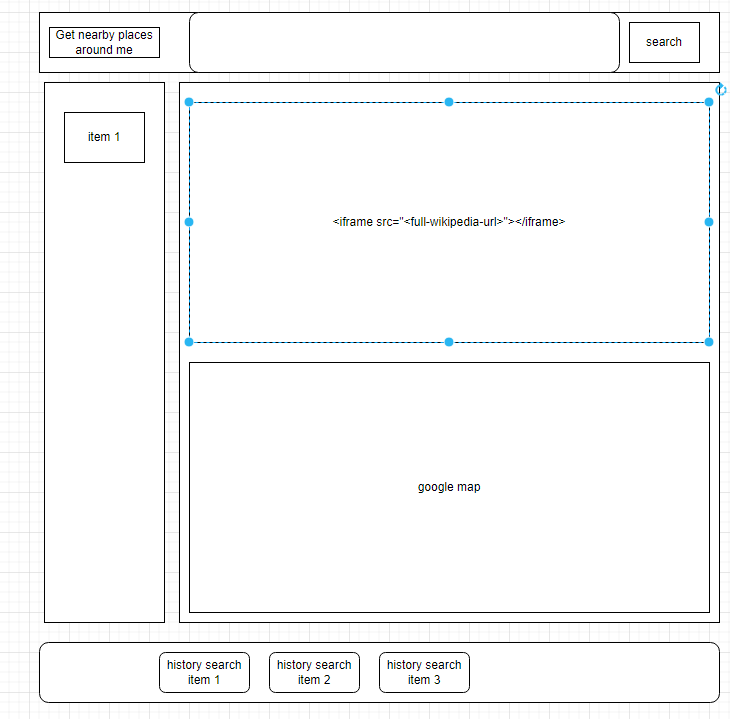 Get nearby places
around me
search
item 1
<iframe src="<full-wikipedia-url>"></iframe>
google map
history search
item 1
history search
item 2
history search
item 3